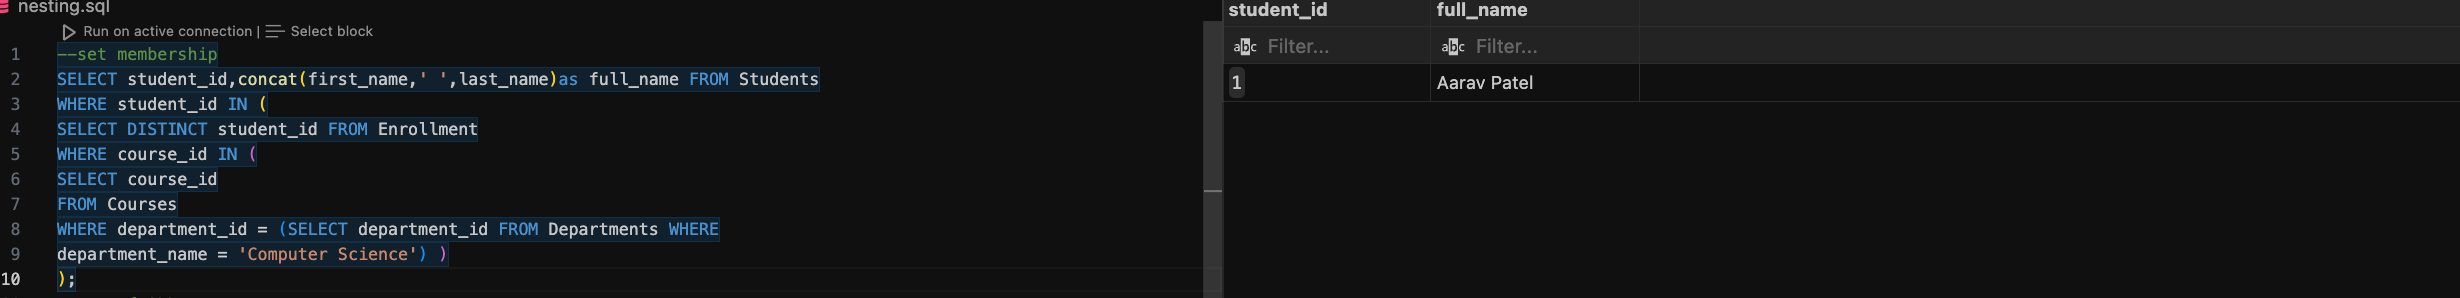 nesting.sql
Run on active connection | Select block
1 --set membership
2 SELECT student_id,concat(first_name,' ',last_name)as full_name FROM Students
3 WHERE student_id IN (
4 SELECT DISTINCT student_id FROM Enrollment
5 WHERE course_id IN (
6 SELECT course_id
7 FROM Courses
8 WHERE department_id = (SELECT department_id FROM Departments WHERE
9 department_name = 'Computer Science') )
10 );
student_id full_name
abc Filter... abc Filter...
1 Aarav Patel